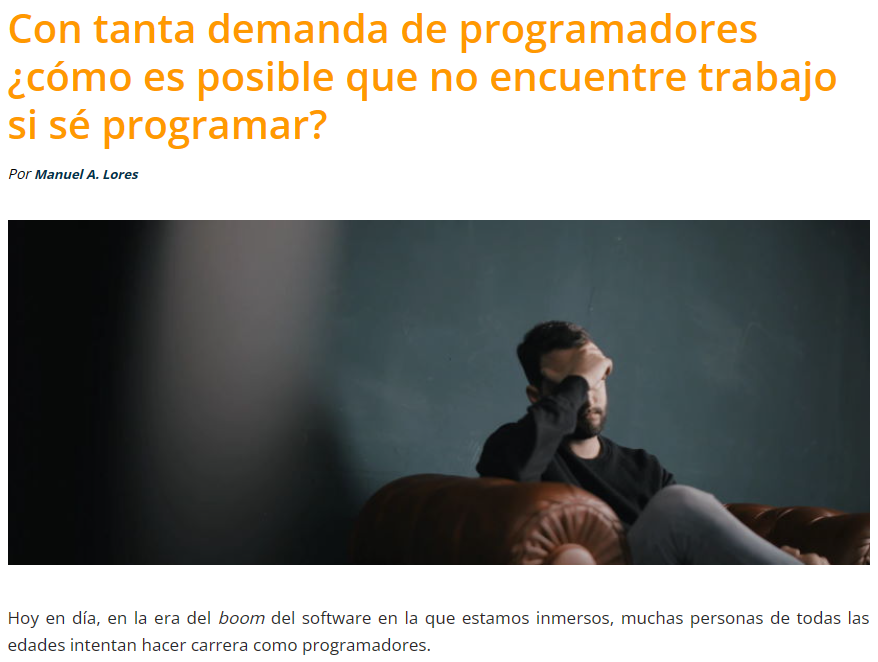 Con tanta demanda de programadores
¿cómo es posible que no encuentre trabajo
si sé programar?
Por Manuel A. Lores
Hoy en día, en la era del boom del software en la que estamos inmersos, muchas personas de todas las
edades intentan hacer carrera como programadores.